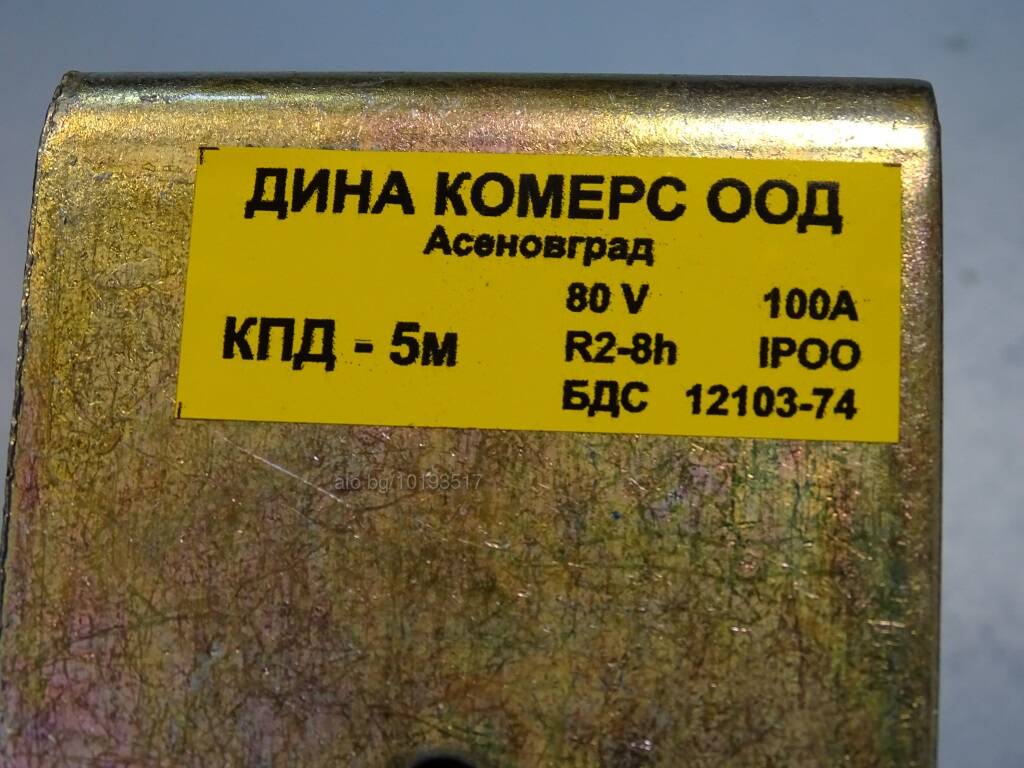 ДИНА КОМЕРС ООД
Асеновград
80 V 100A
КПД - 5м R2-8h IPOO
БДС 12103-74
alo.bg/10193517